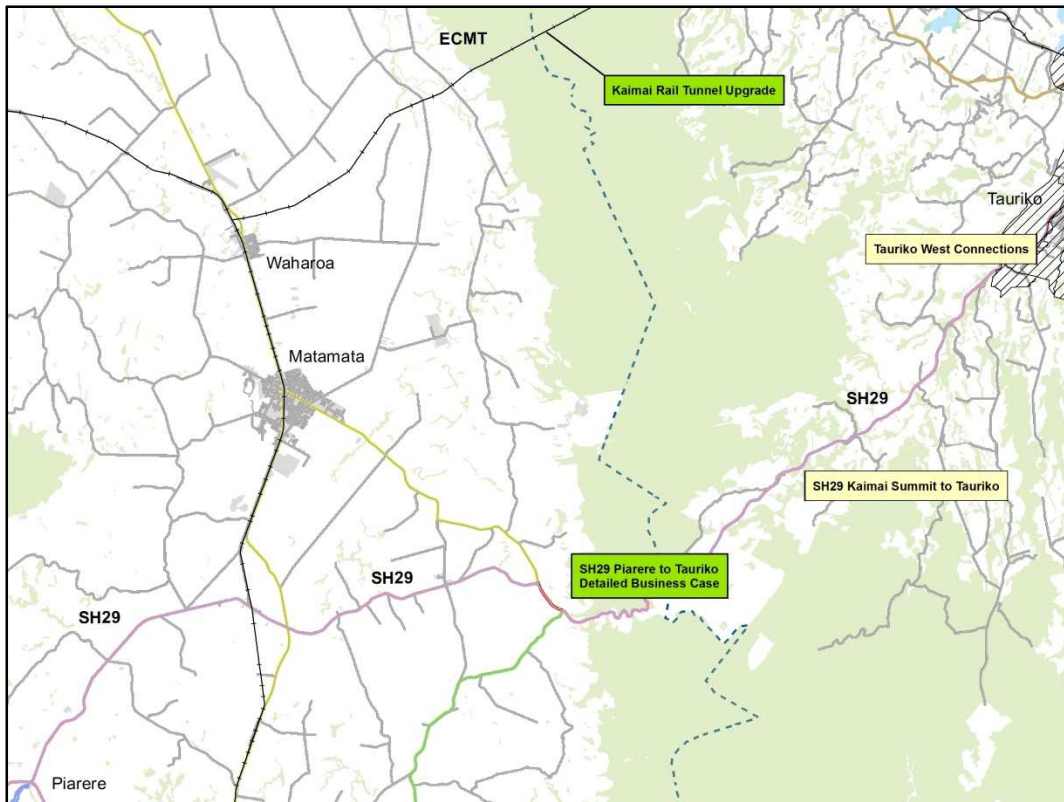 ECMT
Kaimai Rail Tunnel Upgrade
Tauriko
Tauriko West Connections
Waharoa
Matamata
SH29
SH29 Kaimai Summit to Tauriko
SH29 Piarere to Tauriko
Detailed Business Case
SH29
SH29
Piarere